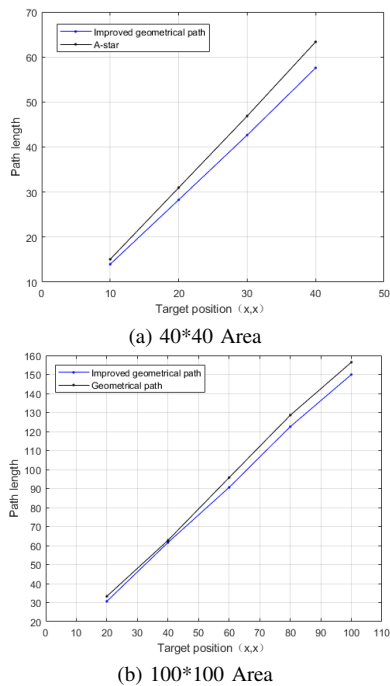 70
60
50
40
30
20
10
Path length
Improved geometrical path
A-star
0 10 20 30 40 50
Target position（x,x）
(a) 40*40 Area
160
150
140
130
120
110
100
90
80
70
60
50
40
30
20
Path length
Improved geometrical path
Geometrical path
0 10 20 30 40 50 60 70 80 90 100 110
Target position（x,x）
(b) 100*100 Area